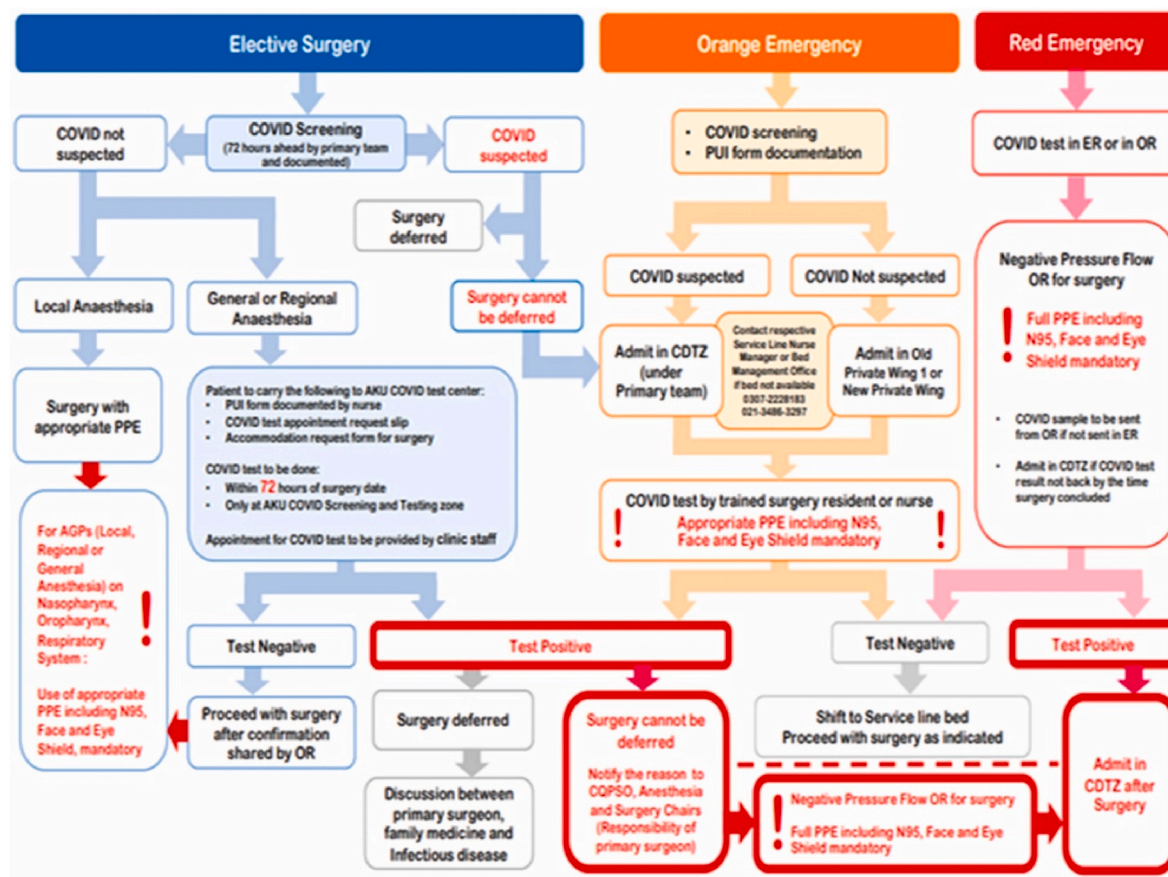 Elective Surgery
Orange Emergency
Red Emergency
COVID not
suspected
COVID Screening
(72 hours ahead by primary team
and documented)
COVID
suspected
• COVID screening
• PUI form documentation
COVID test in ER or in OR
Surgery
deferred
Negative Pressure Flow
OR for surgery
! Full PPE including
N95, Face and Eye
Shield mandatory
• COVID sample to be sent
from OR if not sent in ER
• Admit in CDTZ if COVID test
result not back by the time
surgery concluded
Local Anaesthesia
General or Regional
Anaesthesia
Surgery cannot
be deferred
COVID suspected
COVID Not suspected
Admit in CDTZ
(under
Primary team)
Contact respective
Service Line Nurse
Manager or Bed
Management Office
if bed not available
0307-2228183
021-3486-3297
Admit in Old
Private Wing 1 or
New Private Wing
Surgery with
appropriate PPE
Patient to carry the following to AKU COVID test center:
• PUI form documented by nurse
• COVID test appointment request slip
• Accommodation request form for surgery
COVID test to be done:
• Within 72 hours of surgery date
• Only at AKU COVID Screening and Testing zone
Appointment for COVID test to be provided by clinic staff
COVID test by trained surgery resident or nurse
! Appropriate PPE including N95, !
Face and Eye Shield mandatory
For AGPs (Local,
Regional or
General
Anesthesia) on
Nasopharynx, !
Oropharynx,
Respiratory
System :
Use of appropriate
PPE including N95,
Face and Eye
Shield, mandatory
Test Negative
Test Positive
Test Negative
Test Positive
Proceed with surgery
after confirmation
shared by OR
Surgery deferred
Discussion between
primary surgeon,
family medicine and
Infectious disease
Surgery cannot be
deferred
Notify the reason to
CQPSO, Anesthesia
and Surgery Chairs
(Responsibility of
primary surgeon)
Shift to Service line bed
Proceed with surgery as indicated
! Negative Pressure Flow OR for surgery
Full PPE including N95, Face and Eye
Shield mandatory
Admit in
CDTZ after
Surgery